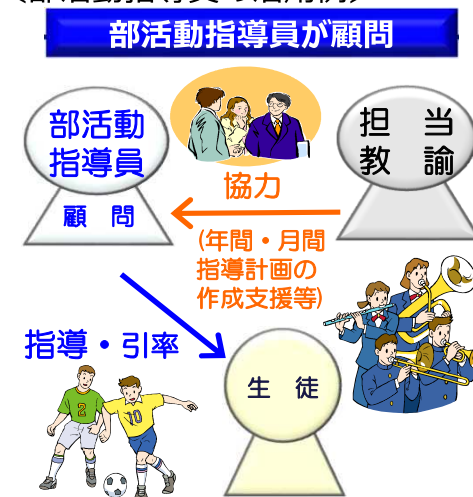 部活動指導員が顧問
部活動
指導員
顧 問
担 当
教 諭
協力
(年間・月間
指導計画の
作成支援等)
指導・引率
生 徒
2
10